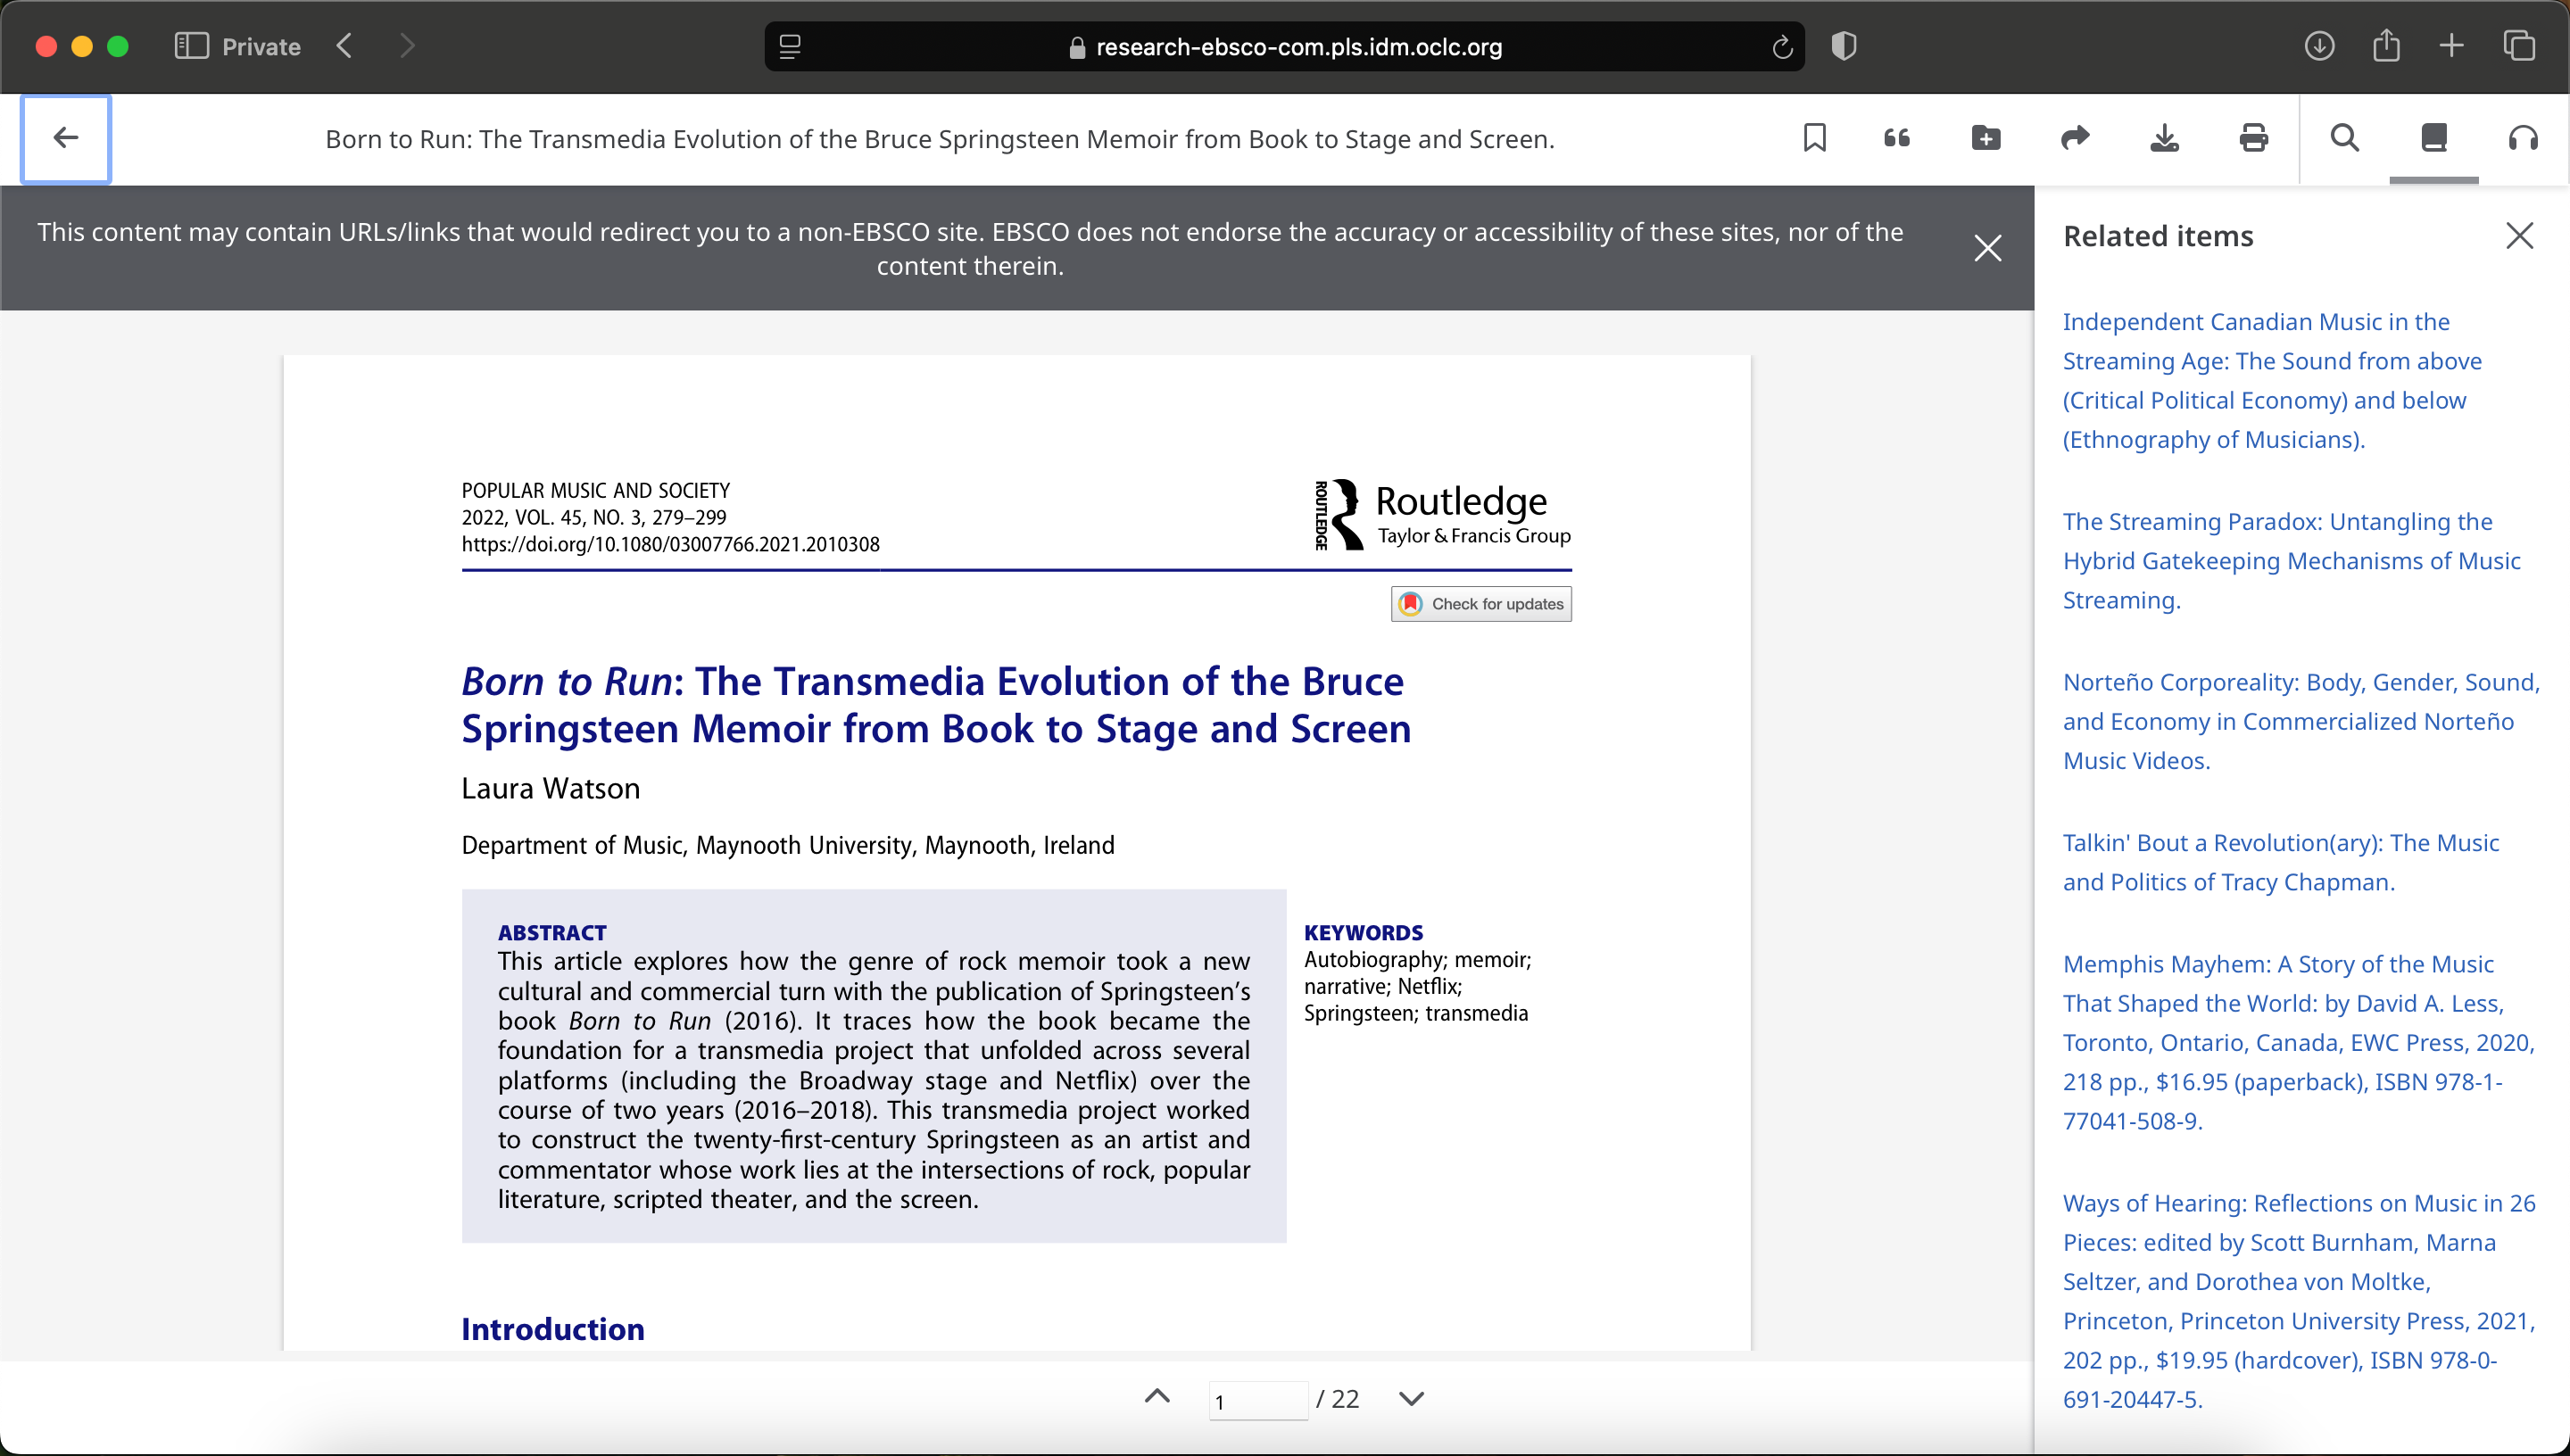 Private
research-ebsco-com.pls.idm.oclc.org
Born to Run: The Transmedia Evolution of the Bruce Springsteen Memoir from Book to Stage and Screen.
This content may contain URLs/links that would redirect you to a non-EBSCO site. EBSCO does not endorse the accuracy or accessibility of these sites, nor of the
content therein.
POPULAR MUSIC AND SOCIETY
2022, VOL. 45, NO. 3, 279–299
https://doi.org/10.1080/03007766.2021.2010308
ROUTLEDGE
Routledge
Taylor & Francis Group
Check for updates
Born to Run: The Transmedia Evolution of the Bruce
Springsteen Memoir from Book to Stage and Screen
Laura Watson
Department of Music, Maynooth University, Maynooth, Ireland
ABSTRACT
This article explores how the genre of rock memoir took a new
cultural and commercial turn with the publication of Springsteen’s
book Born to Run (2016). It traces how the book became the
foundation for a transmedia project that unfolded across several
platforms (including the Broadway stage and Netflix) over the
course of two years (2016–2018). This transmedia project worked
to construct the twenty-first-century Springsteen as an artist and
commentator whose work lies at the intersections of rock, popular
literature, scripted theater, and the screen.
KEYWORDS
Autobiography; memoir;
narrative; Netflix;
Springsteen; transmedia
Introduction
1 / 22
Related items
Independent Canadian Music in the
Streaming Age: The Sound from above
(Critical Political Economy) and below
(Ethnography of Musicians).
The Streaming Paradox: Untangling the
Hybrid Gatekeeping Mechanisms of Music
Streaming.
Norteño Corporeality: Body, Gender, Sound,
and Economy in Commercialized Norteño
Music Videos.
Talkin' Bout a Revolution(ary): The Music
and Politics of Tracy Chapman.
Memphis Mayhem: A Story of the Music
That Shaped the World: by David A. Less,
Toronto, Ontario, Canada, EWC Press, 2020,
218 pp., $16.95 (paperback), ISBN 978-1-
77041-508-9.
Ways of Hearing: Reflections on Music in 26
Pieces: edited by Scott Burnham, Marna
Seltzer, and Dorothea von Moltke,
Princeton, Princeton University Press, 2021,
202 pp., $19.95 (hardcover), ISBN 978-0-
691-20447-5.